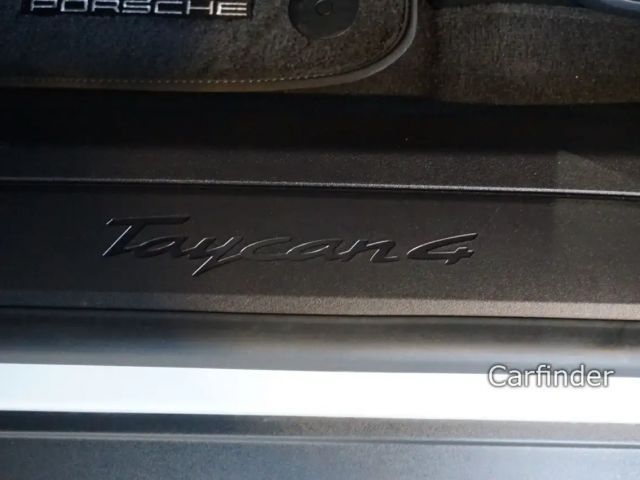 PORSCHE
Taycan 4
Carfinder